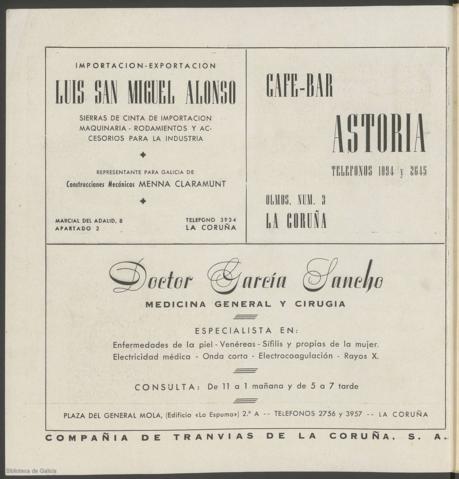 IMPORTACION-EXPORTACION
LUIS SAN MIGUEL ALONSO
SIERRAS DE CINTA DE IMPORTACION
MAQUINARIA - RODAMIENTOS Y AC-
CESORIOS PARA LA INDUSTRIA
REPRESENTANTE PARA GALICIA DE
Construcciones Mecánicas MENNA CLARAMUNT
MARCIAL DEL ADALID, 8
APARTADO 2
TELEFONO 3934
LA CORUÑA
CAFE-BAR
ASTORIA
TELEFONOS 1094 y 2645
OLMOS, NUM. 3
LA CORUÑA
Doctor García Sancho
MEDICINA GENERAL Y CIRUGIA
ESPECIALISTA EN:
Enfermedades de la piel - Venéreas - Sífilis y propias de la mujer.
Electricidad médica - Onda corta - Electrocoagulación - Rayos X.
CONSULTA: De 11 a 1 mañana y de 5 a 7 tarde
PLAZA DEL GENERAL MOLA, (Edificio «La Espuma») 2.º A -- TELEFONOS 2756 y 3957 -- LA CORUÑA
COMPAÑIA DE TRANVIAS DE LA CORUÑA, S. A.
Biblioteca de Galicia